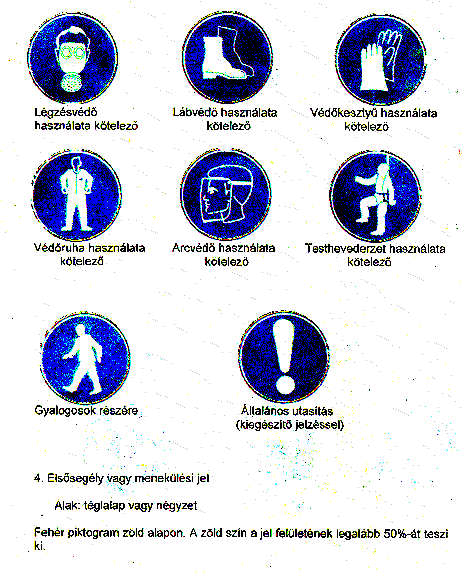 Légzésvédő
használata kötelező
Lábvédő használata
kötelező
Védőkesztyű használata
kötelező
Védőruha használata
kötelező
Arcvédő használata
kötelező
Testhevederzet használata
kötelező
Gyalogosok részére
Általános utasítás
(kiegészítő jelzéssel)
4. Elsősegély vagy menekülési jel
Alak: téglalap vagy négyzet
Fehér piktogram zöld alapon. A zöld szín a jel felületének legalább 50%-át teszi
ki.